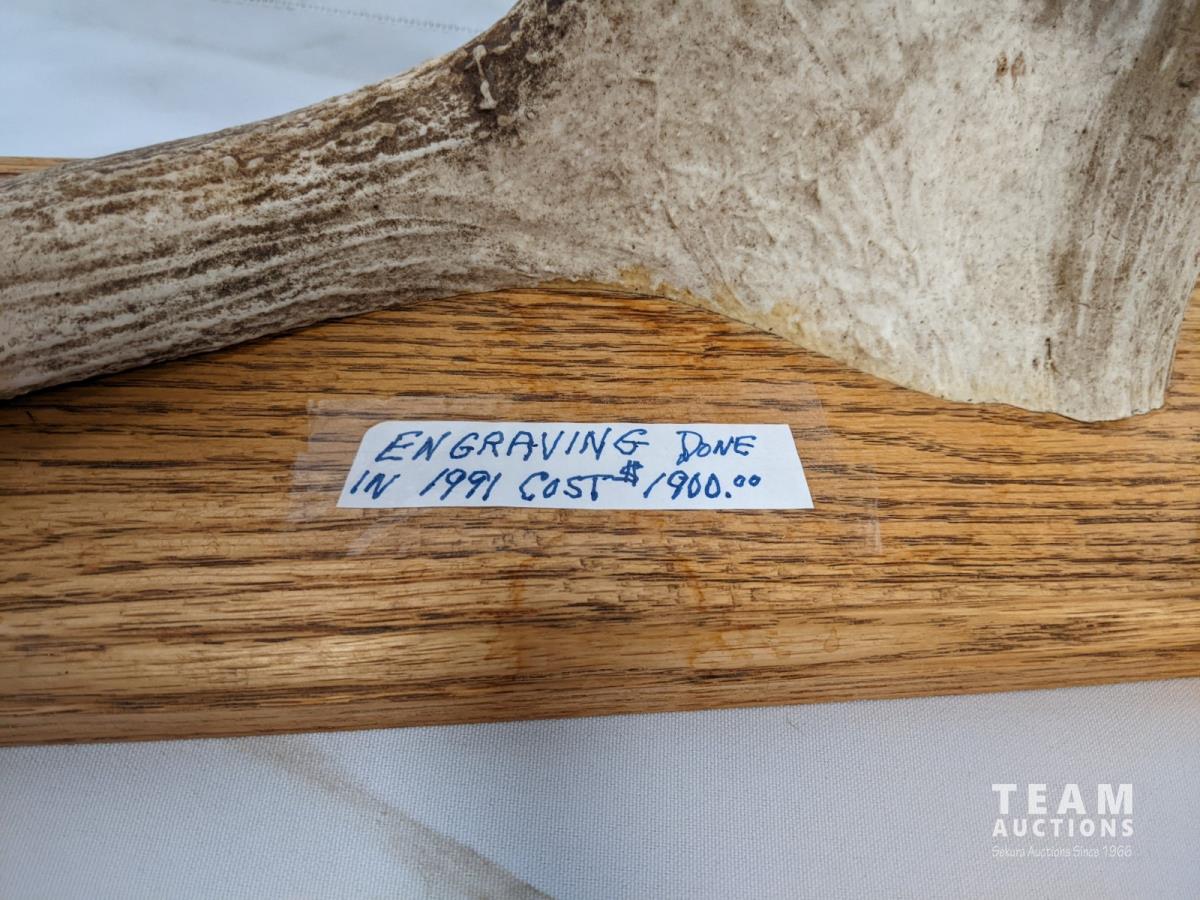 ENGRAVING DONE
IN 1991 COST $1900.00
TEAM
AUCTIONS
Sekura Auctions Since 1966